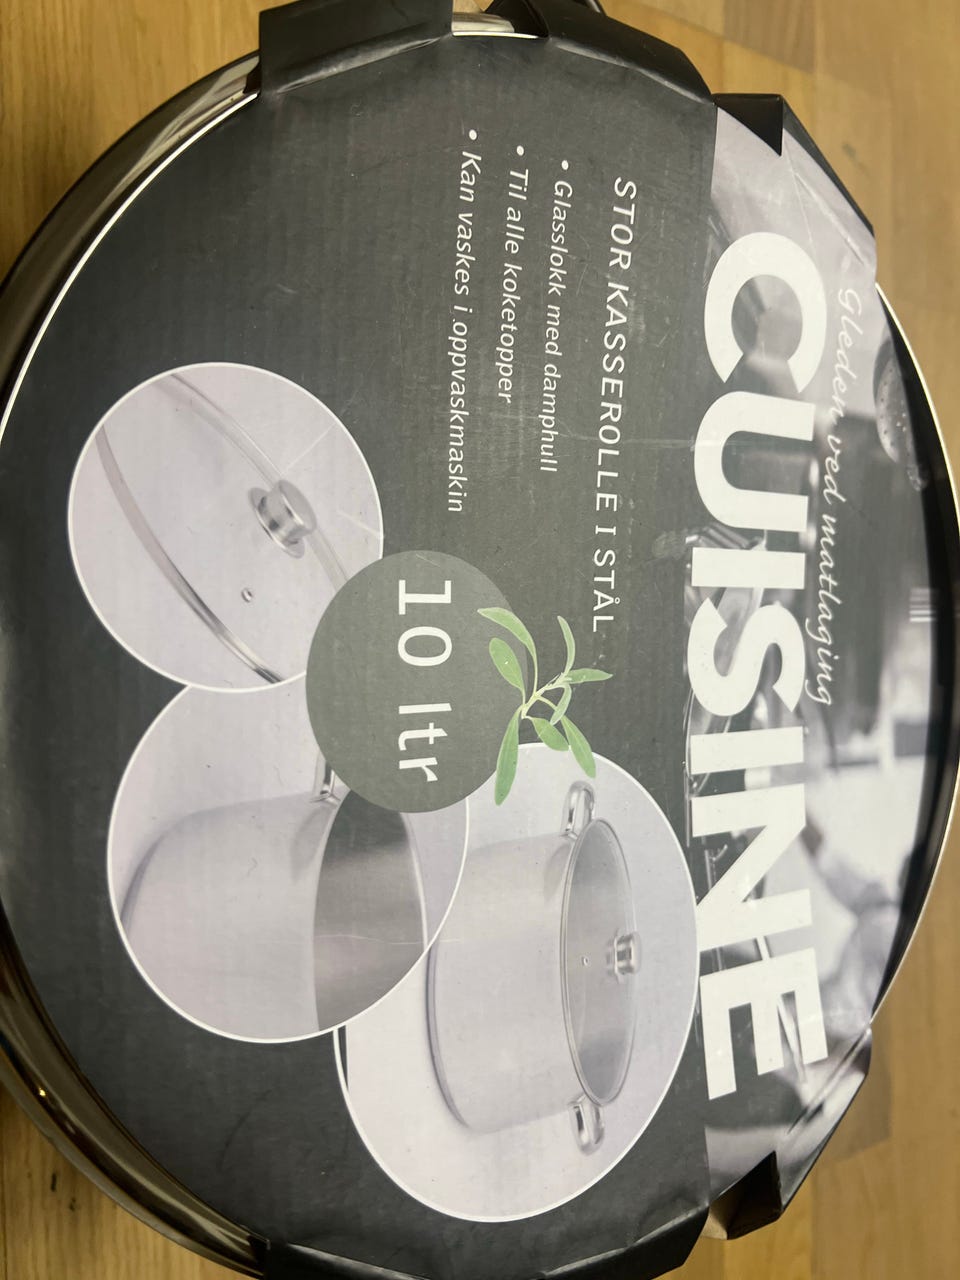 Gleden ved matlaging
CUISINE
STOR KASSEROLLE I STÅL
• Glasslokk med damphull
• Til alle koketopper
• Kan vaskes i oppvaskmaskin
10 ltr